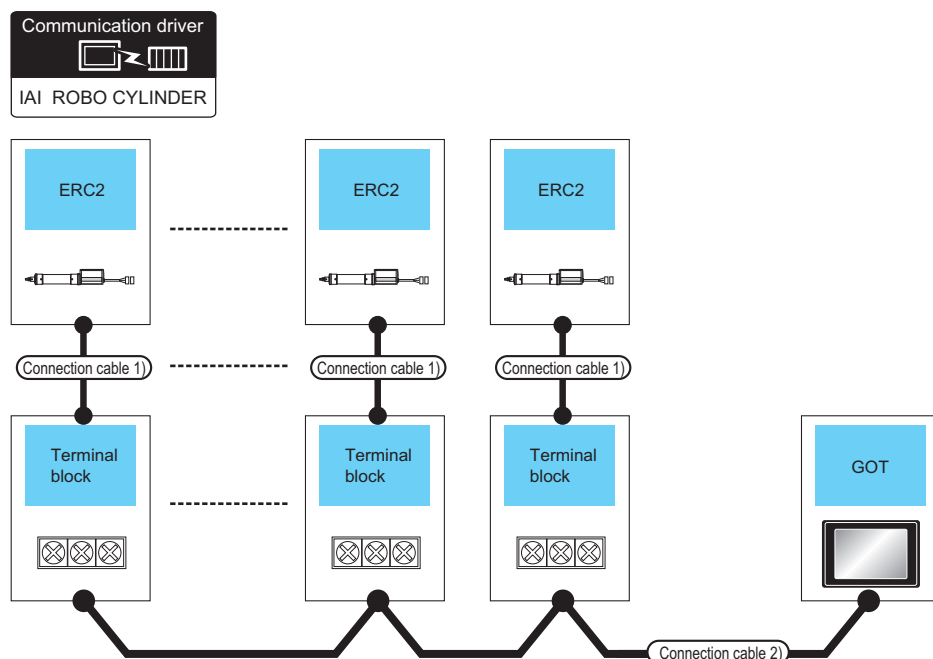 Communication driver
IAI ROBO CYLINDER
ERC2
ERC2
ERC2
Connection cable 1)
Connection cable 1)
Connection cable 1)
Terminal
block
Terminal
block
Terminal
block
GOT
Connection cable 2)